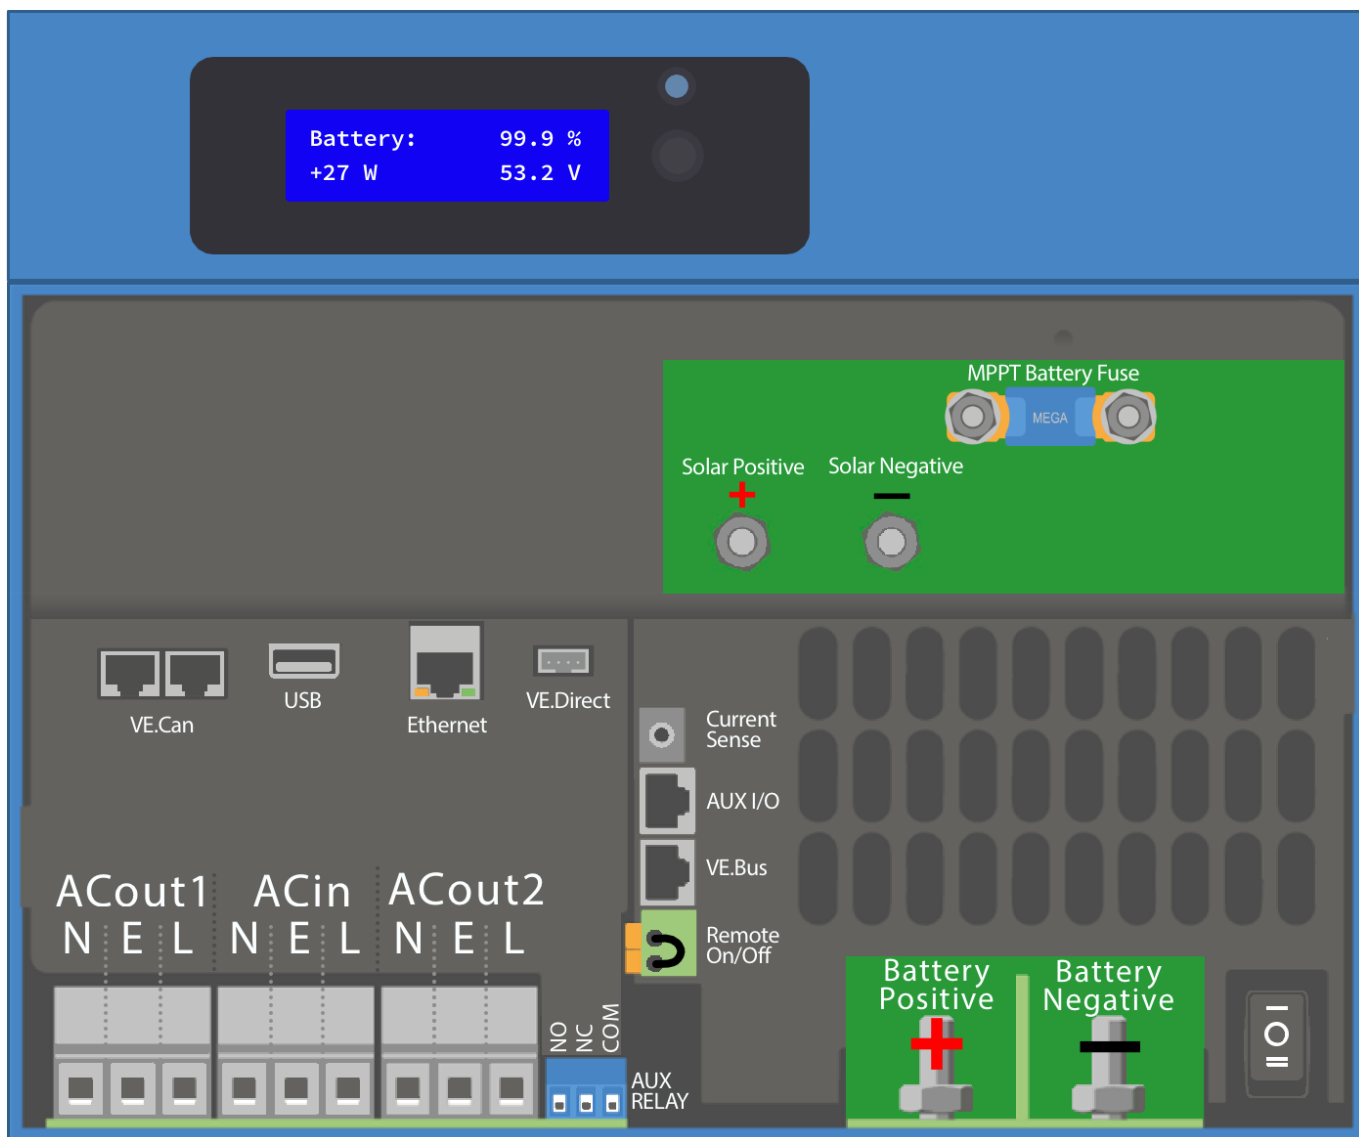 Battery: 99.9 %
+27 W 53.2 V
MPPT Battery Fuse
MEGA
Solar Positive
Solar Negative
+
−
VE.Can
USB
Ethernet
VE.Direct
Current
Sense
AUX I/O
VE.Bus
Remote
On/Off
ACout1
N E L
ACin
N E L
ACout2
N E L
NO
NC
COM
AUX
RELAY
Battery
Positive
+
Battery
Negative
−
I
O
II